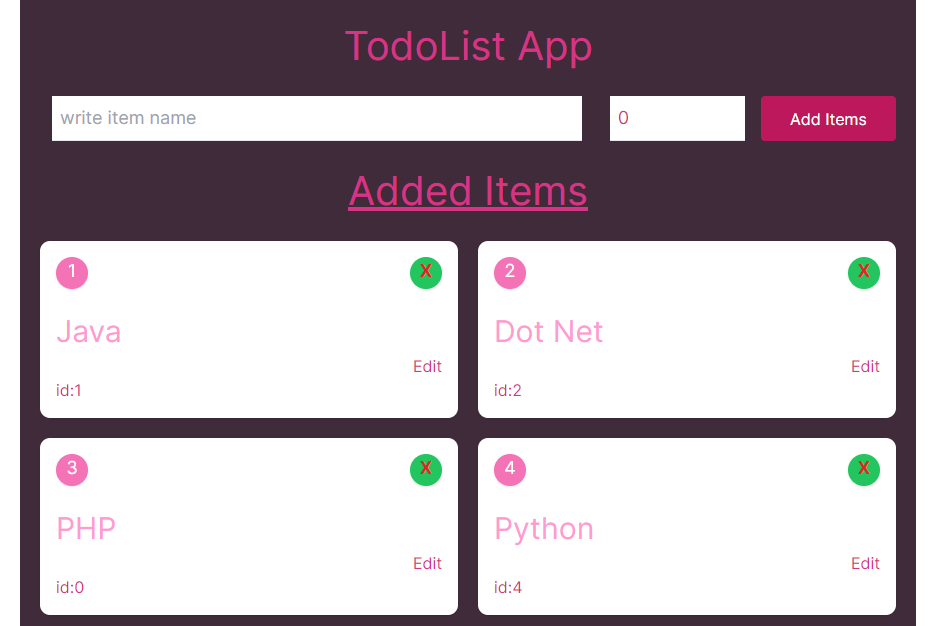 TodoList App
write item name 0 Add Items
Added Items
1 X 2 X
Java Dot Net
Edit Edit
id:1 id:2
3 X 4 X
PHP Python
Edit Edit
id:0 id:4